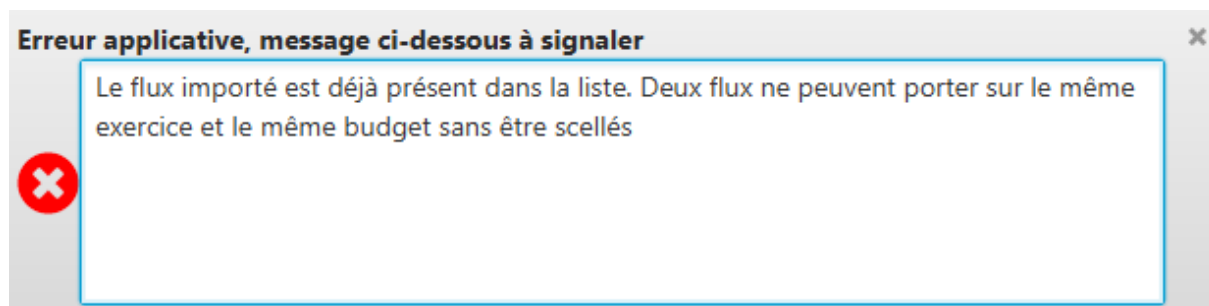 Erreur applicative, message ci-dessous à signaler
Le flux importé est déjà présent dans la liste. Deux flux ne peuvent porter sur le même
exercice et le même budget sans être scellés